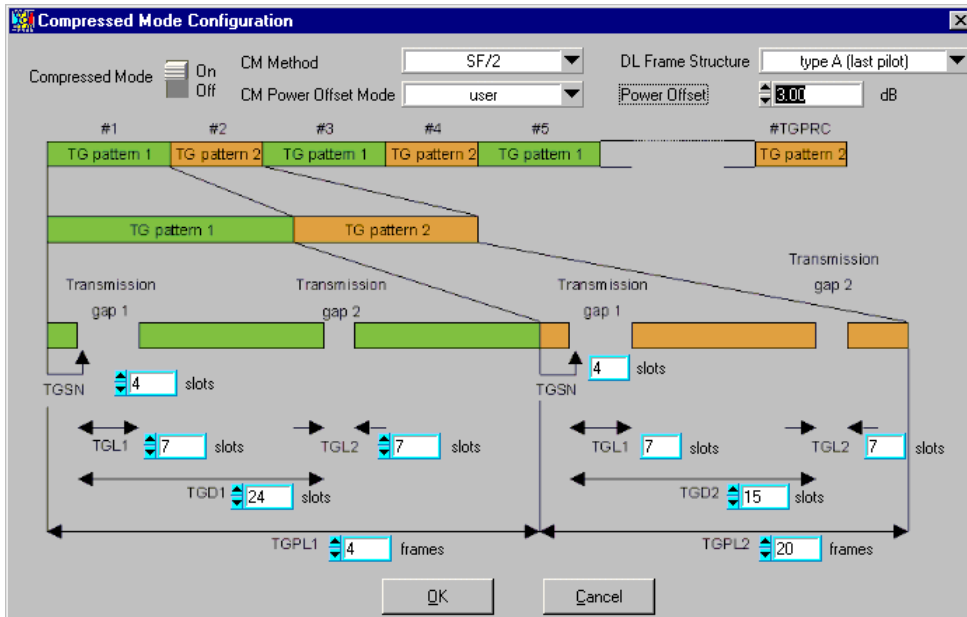 Compressed Mode Configuration
Compressed Mode
On
Off
CM Method
SF/2
DL Frame Structure
type A (last pilot)
CM Power Offset Mode
user
Power Offset
3.00
dB
#1 #2 #3 #4 #5 #TGPRC
TG pattern 1 TG pattern 2 TG pattern 1 TG pattern 2 TG pattern 1 TG pattern 2
TG pattern 1 TG pattern 2
Transmission gap 1
Transmission gap 2
Transmission gap 1
Transmission gap 2
TGSN 4 slots
TGSN 4 slots
TGL1 7 slots
TGL2 7 slots
TGL1 7 slots
TGL2 7 slots
TGD1 24 slots
TGD2 15 slots
TGPL1 4 frames
TGPL2 20 frames
OK
Cancel